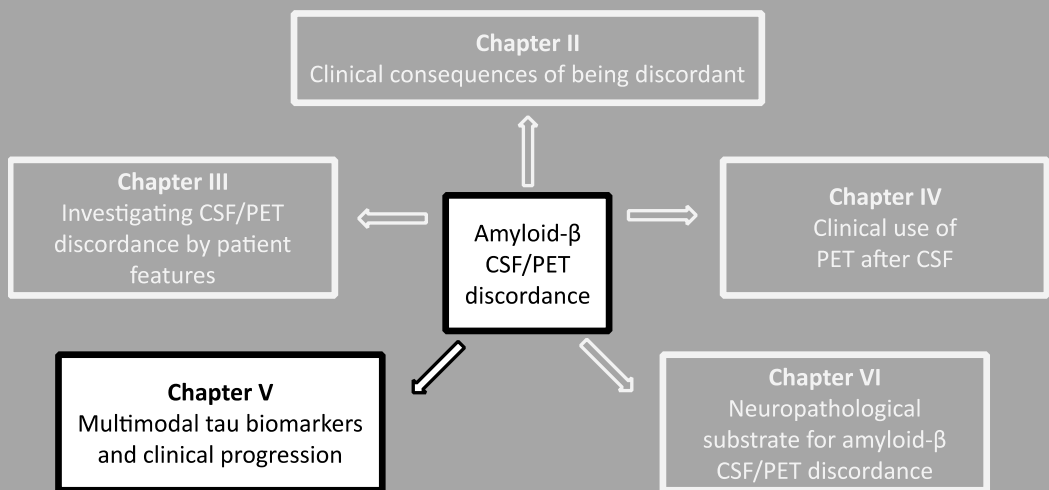 Chapter II
Clinical consequences of being discordant
Chapter III
Investigating CSF/PET
discordance by patient
features
Amyloid-β
CSF/PET
discordance
Chapter IV
Clinical use of
PET after CSF
Chapter V
Multimodal tau biomarkers
and clinical progression
Chapter VI
Neuropathological
substrate for amyloid-β
CSF/PET discordance